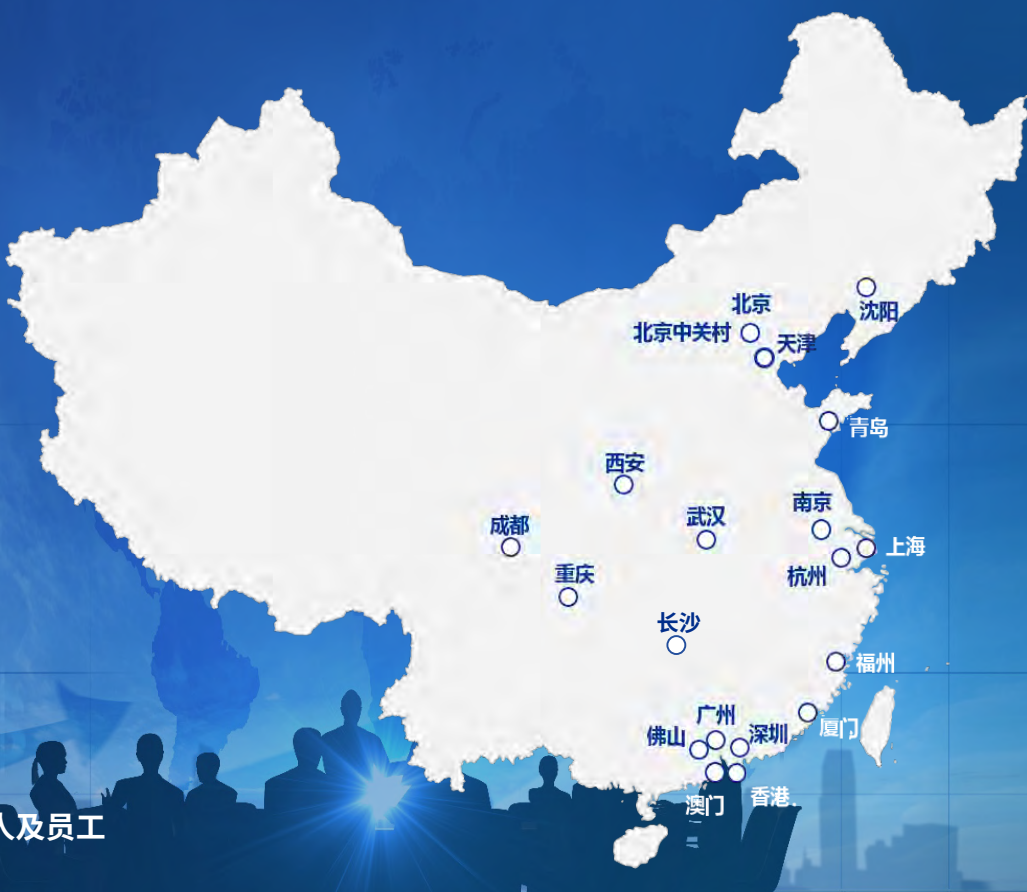 北京
沈阳
北京中关村
天津
青岛
西安
南京
武汉
成都
上海
重庆
杭州
长沙
福州
广州
厦门
佛山
深圳
香港
澳门
人及员工